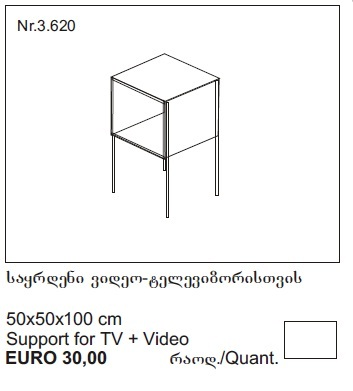 Nr.3.620
საყრდენი ვიდეო-ტელევიზორისთვის
50x50x100 cm
Support for TV + Video
EURO 30,00
რაოდ./Quant.